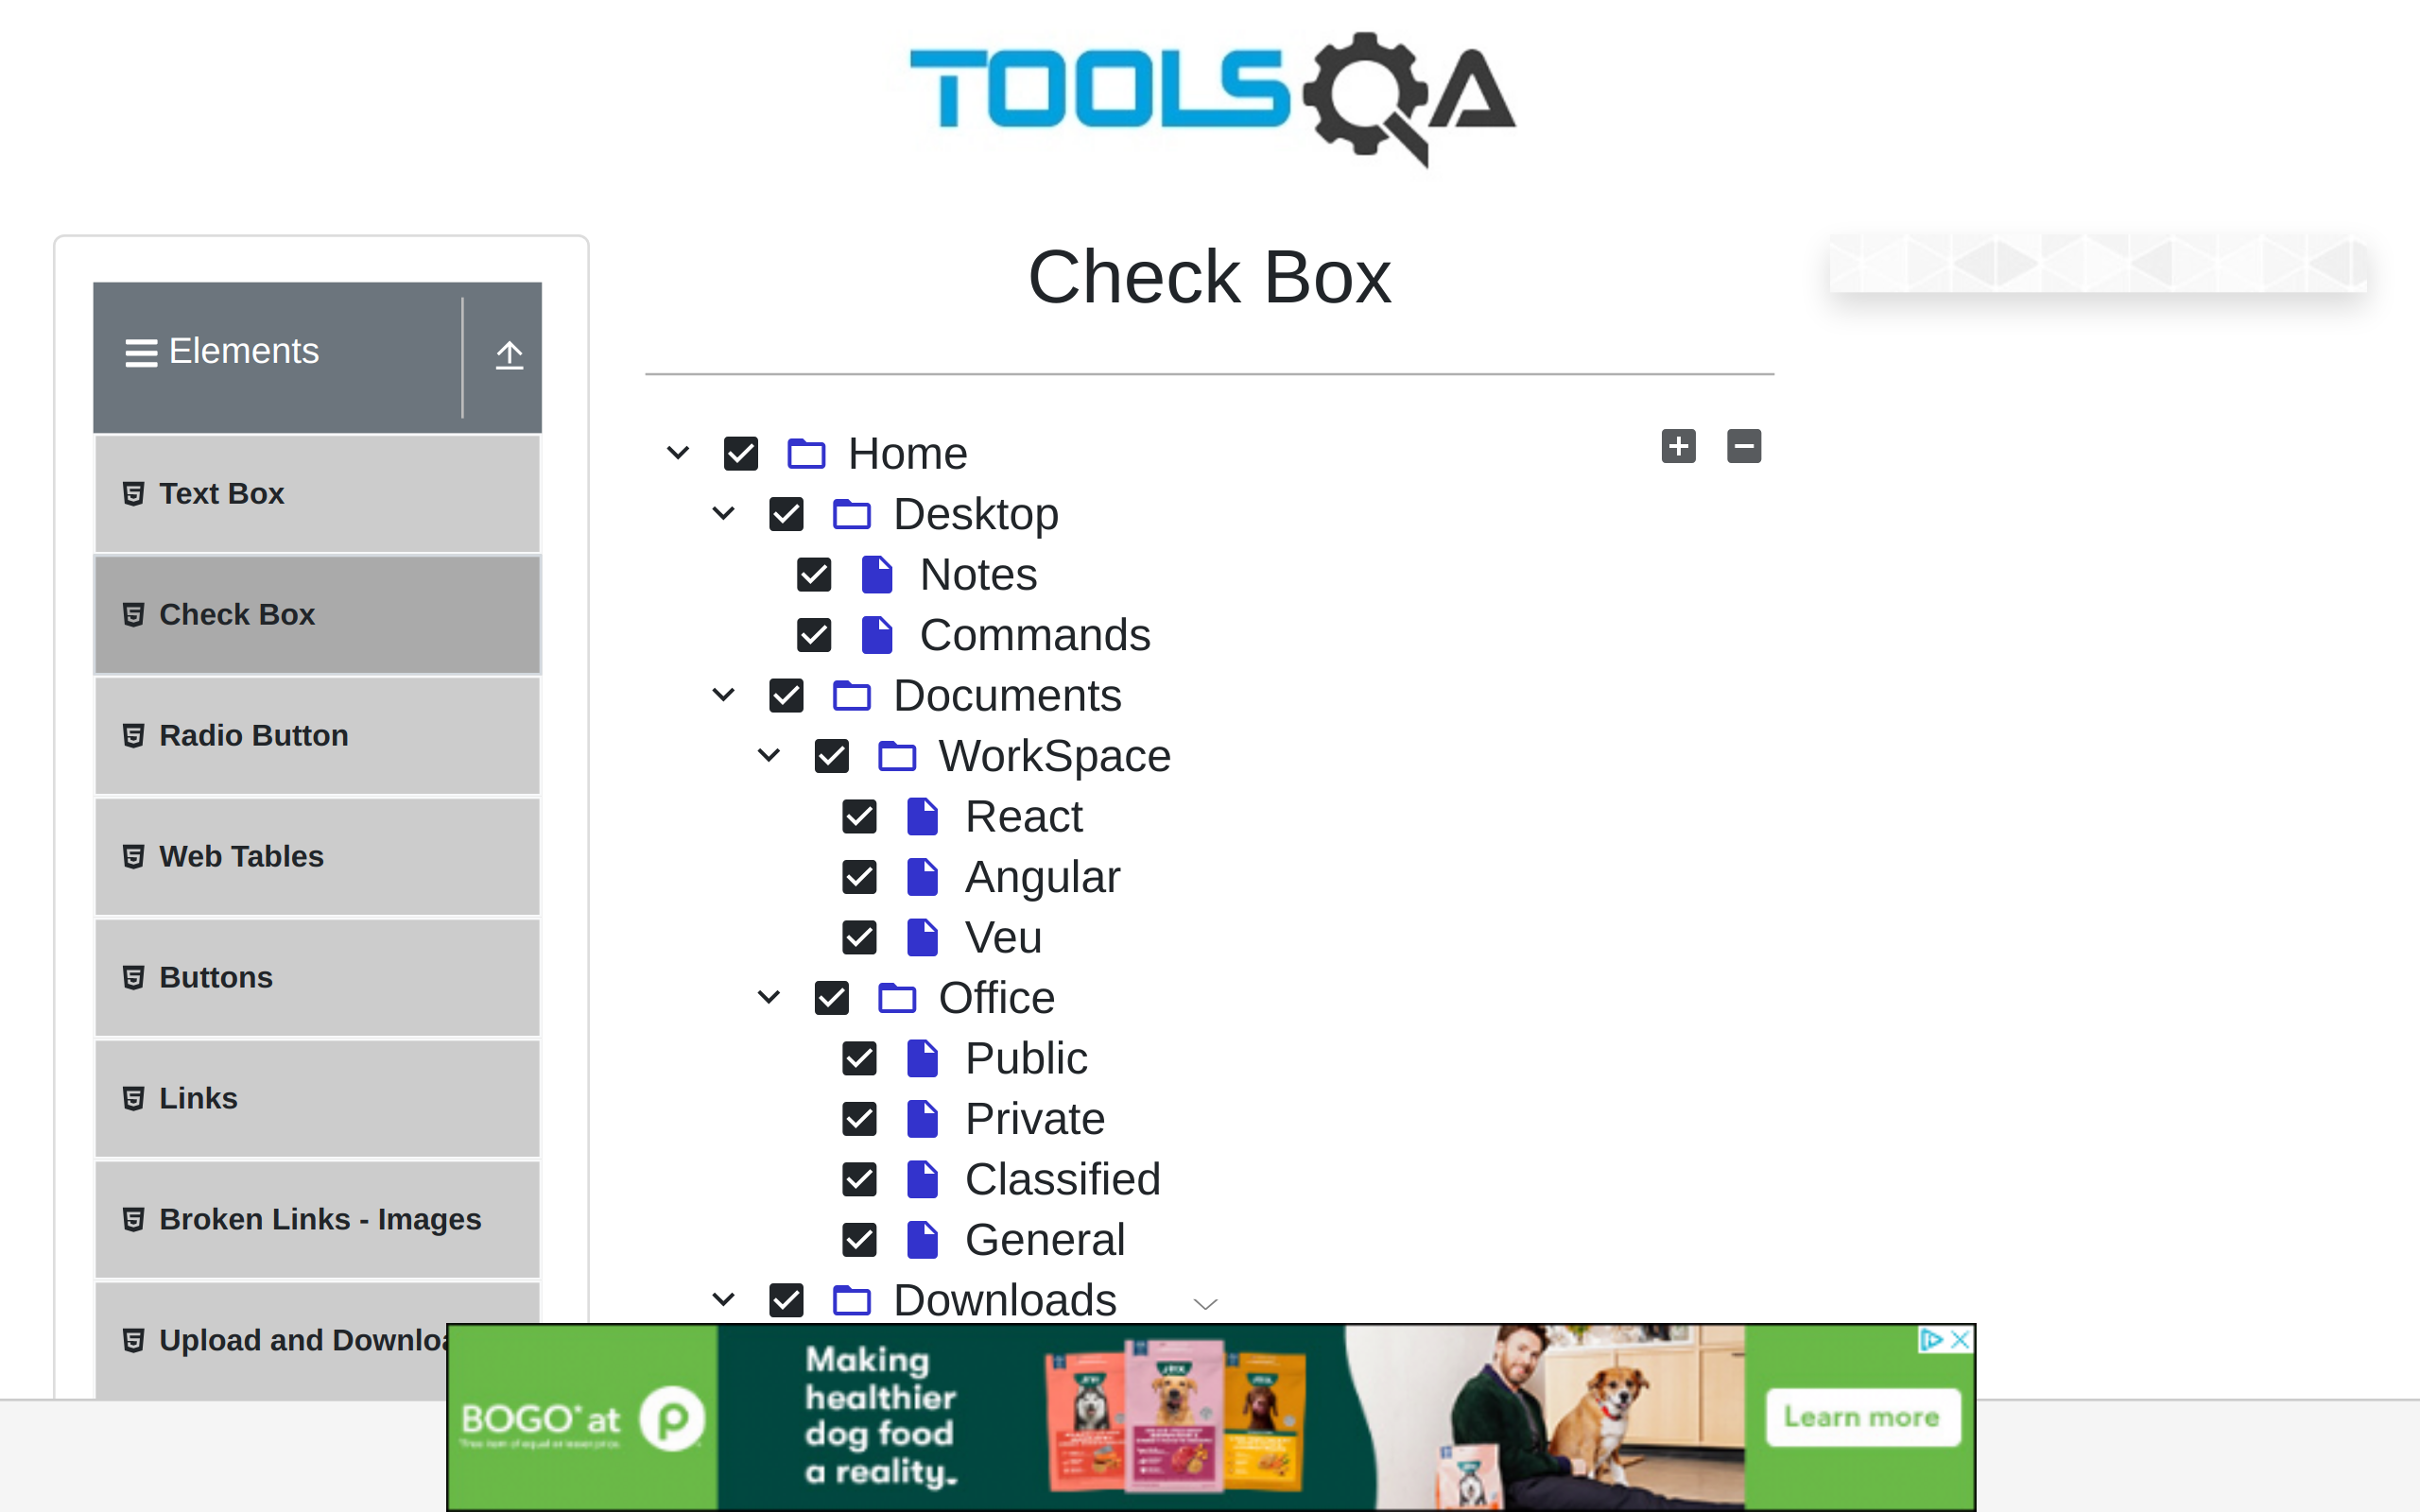 TOOLSQA
Elements
Text Box
Check Box
Radio Button
Web Tables
Buttons
Links
Broken Links - Images
Upload and Downloa
Check Box
Home
Desktop
Notes
Commands
Documents
WorkSpace
React
Angular
Veu
Office
Public
Private
Classified
General
Downloads
BOGO* at P
Making
healthier
dog food
a reality.
Learn more